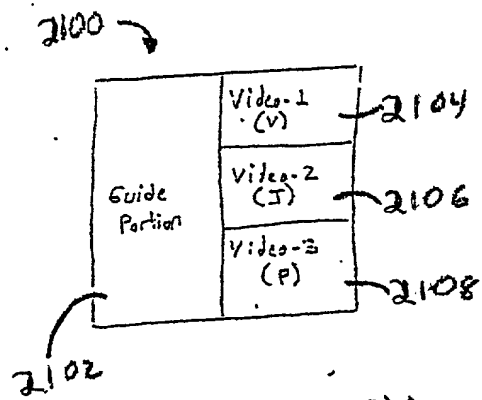 2100
Video-1
(V)
2104
Guide
Portion
Video-2
(I)
2106
Video-3
(P)
2108
2102